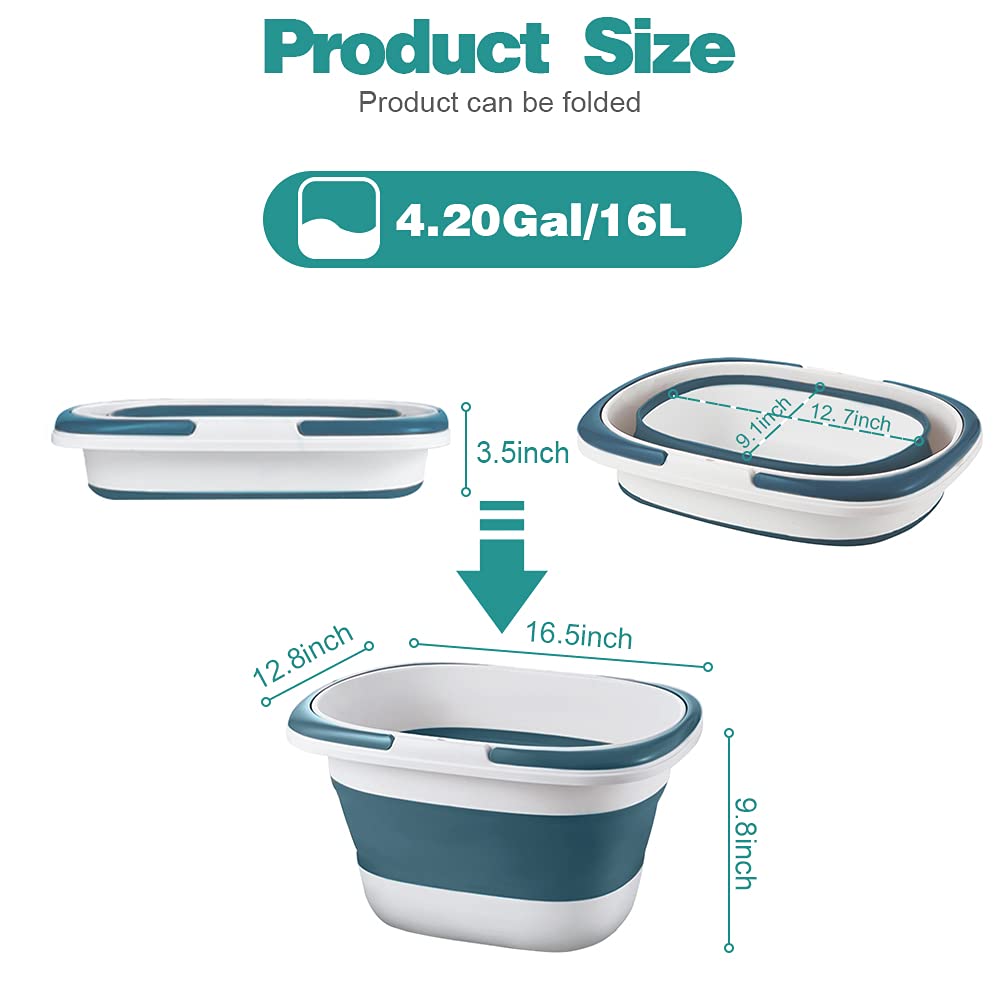 Product Size
Product can be folded
4.20Gal/16L
3.5inch
9.1inch
12.7inch
12.8inch
16.5inch
9.8inch